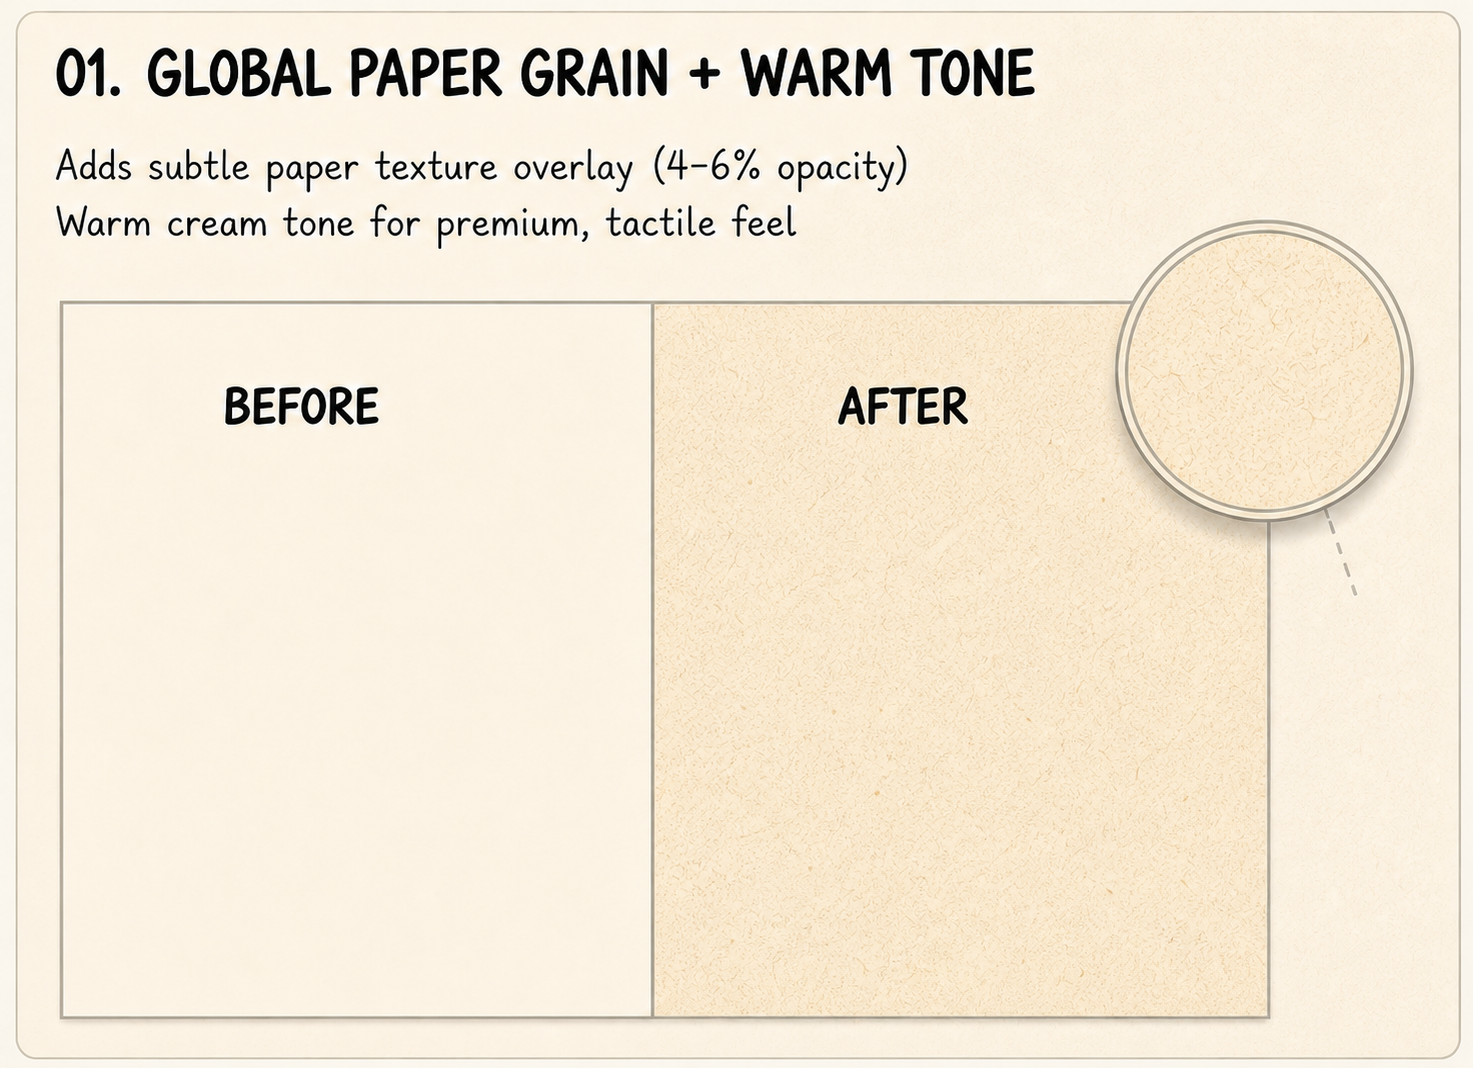 01. GLOBAL PAPER GRAIN + WARM TONE
Adds subtle paper texture overlay (4–6% opacity)
Warm cream tone for premium, tactile feel
BEFORE
AFTER